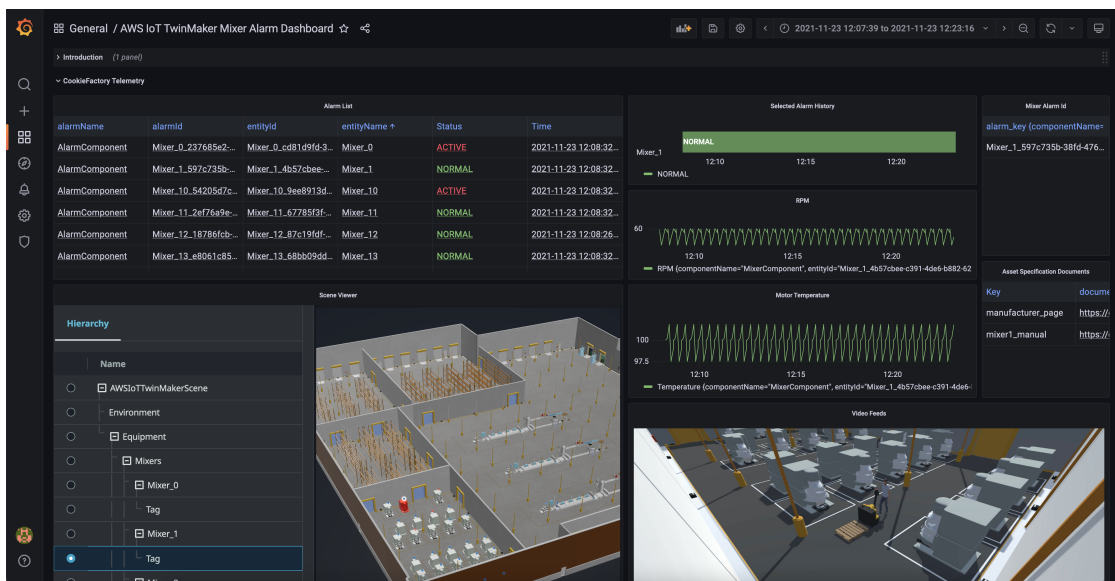 General / AWS IoT TwinMaker Mixer Alarm Dashboard
2021-11-23 12:07:39 to 2021-11-23 12:23:16
Introduction (1 panel)
CookieFactory Telemetry
Alarm List
alarmName alarmId entityId entityName ↑ Status Time
AlarmComponent Mixer_0_237685e2-... Mixer_0_cd81d9fd-3... Mixer_0 ACTIVE 2021-11-23 12:08:32...
AlarmComponent Mixer_1_597c735b-... Mixer_1_4b57cbee-... Mixer_1 NORMAL 2021-11-23 12:08:32...
AlarmComponent Mixer_10_54205d7c... Mixer_10_9ee8913d... Mixer_10 ACTIVE 2021-11-23 12:08:32...
AlarmComponent Mixer_11_2ef76a9e-... Mixer_11_67785f3f-... Mixer_11 NORMAL 2021-11-23 12:08:32...
AlarmComponent Mixer_12_18786fcb-... Mixer_12_87c19fdf-... Mixer_12 NORMAL 2021-11-23 12:08:26...
AlarmComponent Mixer_13_e8061c85... Mixer_13_68bb09dd... Mixer_13 NORMAL 2021-11-23 12:08:32...
Selected Alarm History
Mixer_1 NORMAL
12:10 12:15 12:20
NORMAL
Mixer Alarm Id
alarm_key {componentName=
Mixer_1_597c735b-38fd-476...
RPM
60
12:10 12:15 12:20
RPM {componentName="MixerComponent", entityId="Mixer_1_4b57cbee-c391-4de6-b882-62
Asset Specification Documents
Key docume
manufacturer_page https://
mixer1_manual https://
Motor Temperature
100
97.5
12:10 12:15 12:20
Temperature {componentName="MixerComponent", entityId="Mixer_1_4b57cbee-c391-4de6-
Scene Viewer
Hierarchy
Name
AWSIoTTwinMakerScene
Environment
Equipment
Mixers
Mixer_0
Tag
Mixer_1
Tag
Video Feeds